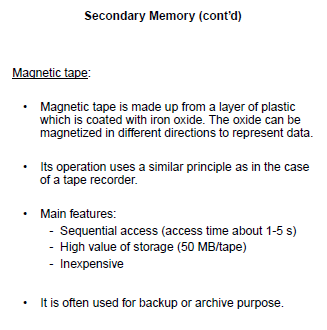 Secondary Memory (cont'd)
Magnetic tape:
• Magnetic tape is made up from a layer of plastic
which is coated with iron oxide. The oxide can be
magnetized in different directions to represent data.
• Its operation uses a similar principle as in the case
of a tape recorder.
• Main features:
- Sequential access (access time about 1-5 s)
- High value of storage (50 MB/tape)
- Inexpensive
• It is often used for backup or archive purpose.